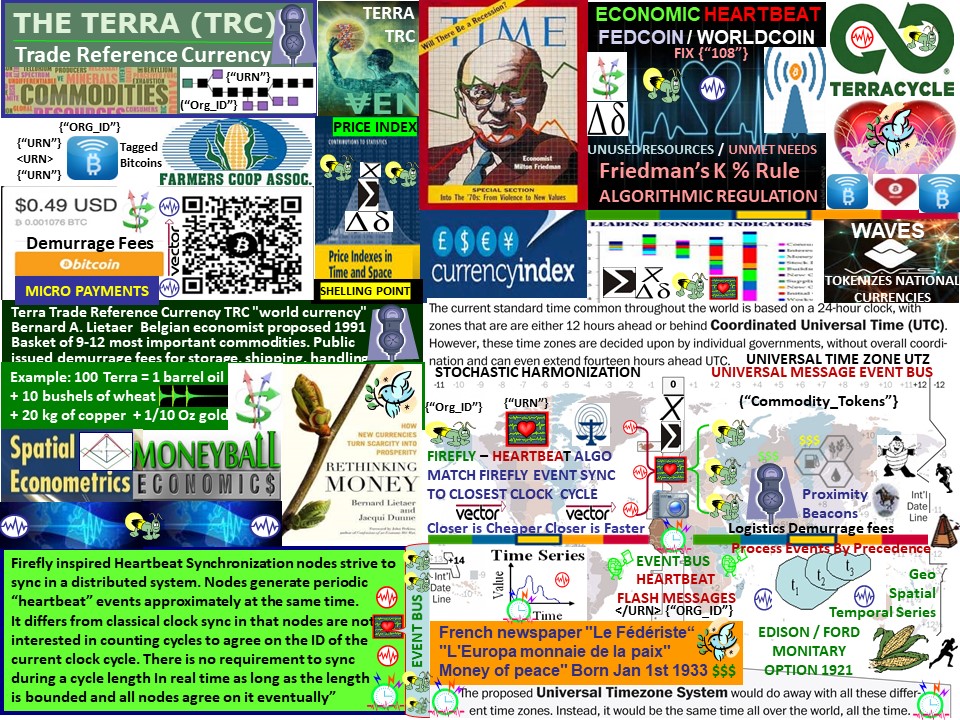 THE TERRA (TRC)
Trade Reference Currency
COMMODITIES
{“URN”}
{“Org_ID”}
TERRA
TRC
VEN
Will There Be a Recession?
TIME
Economist
Milton Friedman
SPECIAL SECTION
Into The '70s: From Violence to New Values
ECONOMIC HEARTBEAT
FEDCOIN / WORLDCOIN
FIX {“108”}
Δδ
UNUSED RESOURCES / UNMET NEEDS
Friedman’s K % Rule
ALGORITHMIC REGULATION
TERRACYCLE
{“ORG_ID”}
{“URN”}
<URN>
{“URN”}
Tagged
Bitcoins
FARMERS COOP ASSOC.
PRICE INDEX
CONTRIBUTIONS TO STATISTICS
X
Σ
Δ δ
Price Indexes in
Time and Space
SHELLING POINT
$0.49 USD
B 0.001076 BTC
Demurrage Fees
bitcoin
MICRO PAYMENTS
vector
£ $ € ¥
currencyindex
LEADING ECONOMIC INDICATORS
Σ X
Δδ
WAVES
TOKENIZES NATIONAL
CURRENCIES
Terra Trade Reference Currency TRC "world currency"
Bernard A. Lietaer Belgian economist proposed 1991
Basket of 9-12 most important commodities. Public
issued demurrage fees for storage, shipping, handling
The current standard time common throughout the world is based on a 24-hour clock, with
zones that are are either 12 hours ahead or behind Coordinated Universal Time (UTC).
However, these time zones are decided upon by individual governments, without overall coordi-
nation and can even extend fourteen hours ahead UTC.
UNIVERSAL TIME ZONE UTZ
STOCHASTIC HARMONIZATION
UNIVERSAL MESSAGE EVENT BUS
-11 -10 -9 -8 -7 -6 -5 -4 -3 -2 -1 0 +1 +2 +3 +4 +5 +6 +7 +8 +9 +10 +11 +12 -12
Example: 100 Terra = 1 barrel oil
+ 10 bushels of wheat
+ 20 kg of copper + 1/10 Oz gold
Spatial
Econometrics
MONEYBALL
ECONOMIC$
HOW
NEW CURRENCIES
TURN SCARCITY INTO
PROSPERITY
RETHINKING
MONEY
Bernard Lietaer
and
Jacqui Dunne
{“Org_ID”}
{“URN”}
X
Σ
{“Commodity_Tokens”}
FIREFLY – HEARTBEAT ALGO
MATCH FIREFLY EVENT SYNC
TO CLOSEST CLOCK CYCLE
vector
vector
Closer is Cheaper Closer is Faster
$$$
$$$
Proximity
Beacons
Int'l
Date
Line
Logistics Demurrage fees
Process Events By Precedence
Firefly inspired Heartbeat Synchronization nodes strive to
sync in a distributed system. Nodes generate periodic
“heartbeat” events approximately at the same time.
It differs from classical clock sync in that nodes are not
interested in counting cycles to agree on the ID of the
current clock cycle. There is no requirement to sync
during a cycle length In real time as long as the length
is bounded and all nodes agree on it eventually”
EVENT BUS
+14
Int'l
Date
Line
Time Series
Value
Time
EVENT BUS
HEARTBEAT
FLASH MESSAGES
</URN> {“ORG_ID”}
t1 t2 t3
Geo
Spatial
Temporal Series
French newspaper "Le Fédériste“
"L'Europa monnaie de la paix"
Money of peace" Born Jan 1st 1933 $$$
EDISON / FORD
MONITARY
OPTION 1921
The proposed Universal Timezone System would do away with all these differ-
ent time zones. Instead, it would be the same time all over the world, all the time.